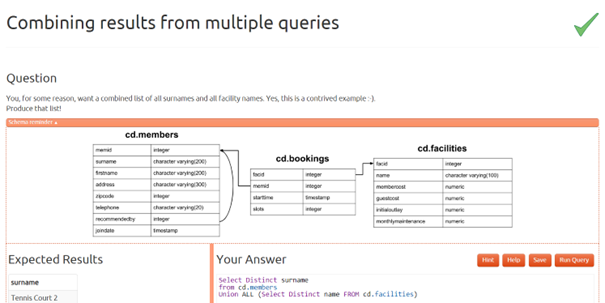 Combining results from multiple queries
Question
You, for some reason, want a combined list of all surnames and all facility names. Yes, this is a contrived example :-).
Produce that list!
Schema reminder ▴
cd.members
memid integer
surname character varying(200)
firstname character varying(200)
address character varying(300)
zipcode integer
telephone character varying(20)
recommendedby integer
joindate timestamp
cd.bookings
facid integer
memid integer
starttime timestamp
slots integer
cd.facilities
facid integer
name character varying(100)
membercost numeric
guestcost numeric
initialoutlay numeric
monthlymaintenance numeric
Expected Results
surname
Tennis Court 2
Your Answer
Hint Help Save Run Query
Select Distinct surname
from cd.members
Union ALL (Select Distinct name FROM cd.facilities)